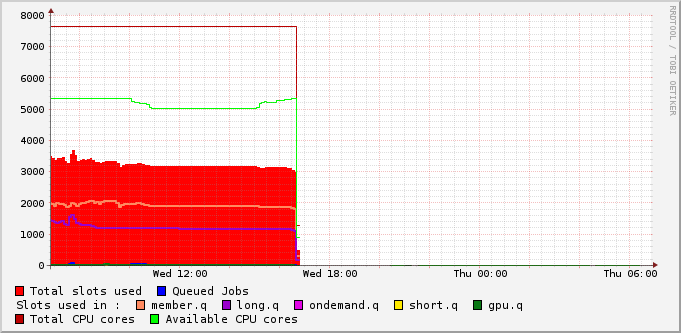 8000
7000
6000
5000
4000
3000
2000
1000
0
Wed 12:00 Wed 18:00 Thu 00:00 Thu 06:00
RRDTOOL / TOBI OETIKER
Total slots used Queued Jobs
Slots used in : member.q long.q ondemand.q short.q gpu.q
Total CPU cores Available CPU cores